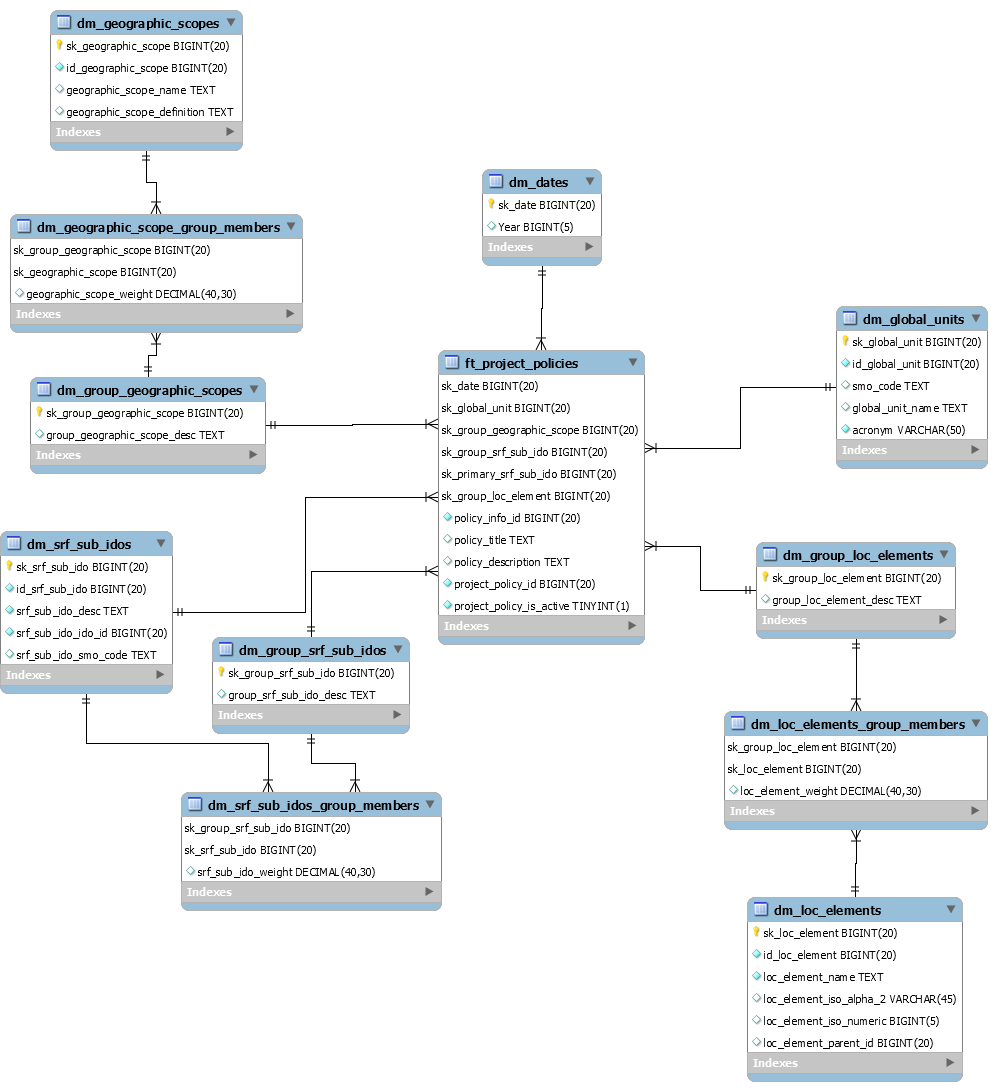 dm_geographic_scopes
sk_geographic_scope BIGINT(20)
id_geographic_scope BIGINT(20)
geographic_scope_name TEXT
geographic_scope_definition TEXT
Indexes
dm_geographic_scope_group_members
sk_group_geographic_scope BIGINT(20)
sk_geographic_scope BIGINT(20)
geographic_scope_weight DECIMAL(40,30)
Indexes
dm_group_geographic_scopes
sk_group_geographic_scope BIGINT(20)
group_geographic_scope_desc TEXT
Indexes
dm_dates
sk_date BIGINT(20)
Year BIGINT(5)
Indexes
ft_project_policies
sk_date BIGINT(20)
sk_global_unit BIGINT(20)
sk_group_geographic_scope BIGINT(20)
sk_group_srf_sub_ido BIGINT(20)
sk_primary_srf_sub_ido BIGINT(20)
sk_group_loc_element BIGINT(20)
policy_info_id BIGINT(20)
policy_title TEXT
policy_description TEXT
project_policy_id BIGINT(20)
project_policy_is_active TINYINT(1)
Indexes
dm_global_units
sk_global_unit BIGINT(20)
id_global_unit BIGINT(20)
smo_code TEXT
global_unit_name TEXT
acronym VARCHAR(50)
Indexes
dm_srf_sub_idos
sk_srf_sub_ido BIGINT(20)
id_srf_sub_ido BIGINT(20)
srf_sub_ido_desc TEXT
srf_sub_ido_ido_id BIGINT(20)
srf_sub_ido_smo_code TEXT
Indexes
dm_group_srf_sub_idos
sk_group_srf_sub_ido BIGINT(20)
group_srf_sub_ido_desc TEXT
Indexes
dm_srf_sub_idos_group_members
sk_group_srf_sub_ido BIGINT(20)
sk_srf_sub_ido BIGINT(20)
srf_sub_ido_weight DECIMAL(40,30)
Indexes
dm_group_loc_elements
sk_group_loc_element BIGINT(20)
group_loc_element_desc TEXT
Indexes
dm_loc_elements_group_members
sk_group_loc_element BIGINT(20)
sk_loc_element BIGINT(20)
loc_element_weight DECIMAL(40,30)
Indexes
dm_loc_elements
sk_loc_element BIGINT(20)
id_loc_element BIGINT(20)
loc_element_name TEXT
loc_element_iso_alpha_2 VARCHAR(45)
loc_element_iso_numeric BIGINT(5)
loc_element_parent_id BIGINT(20)
Indexes